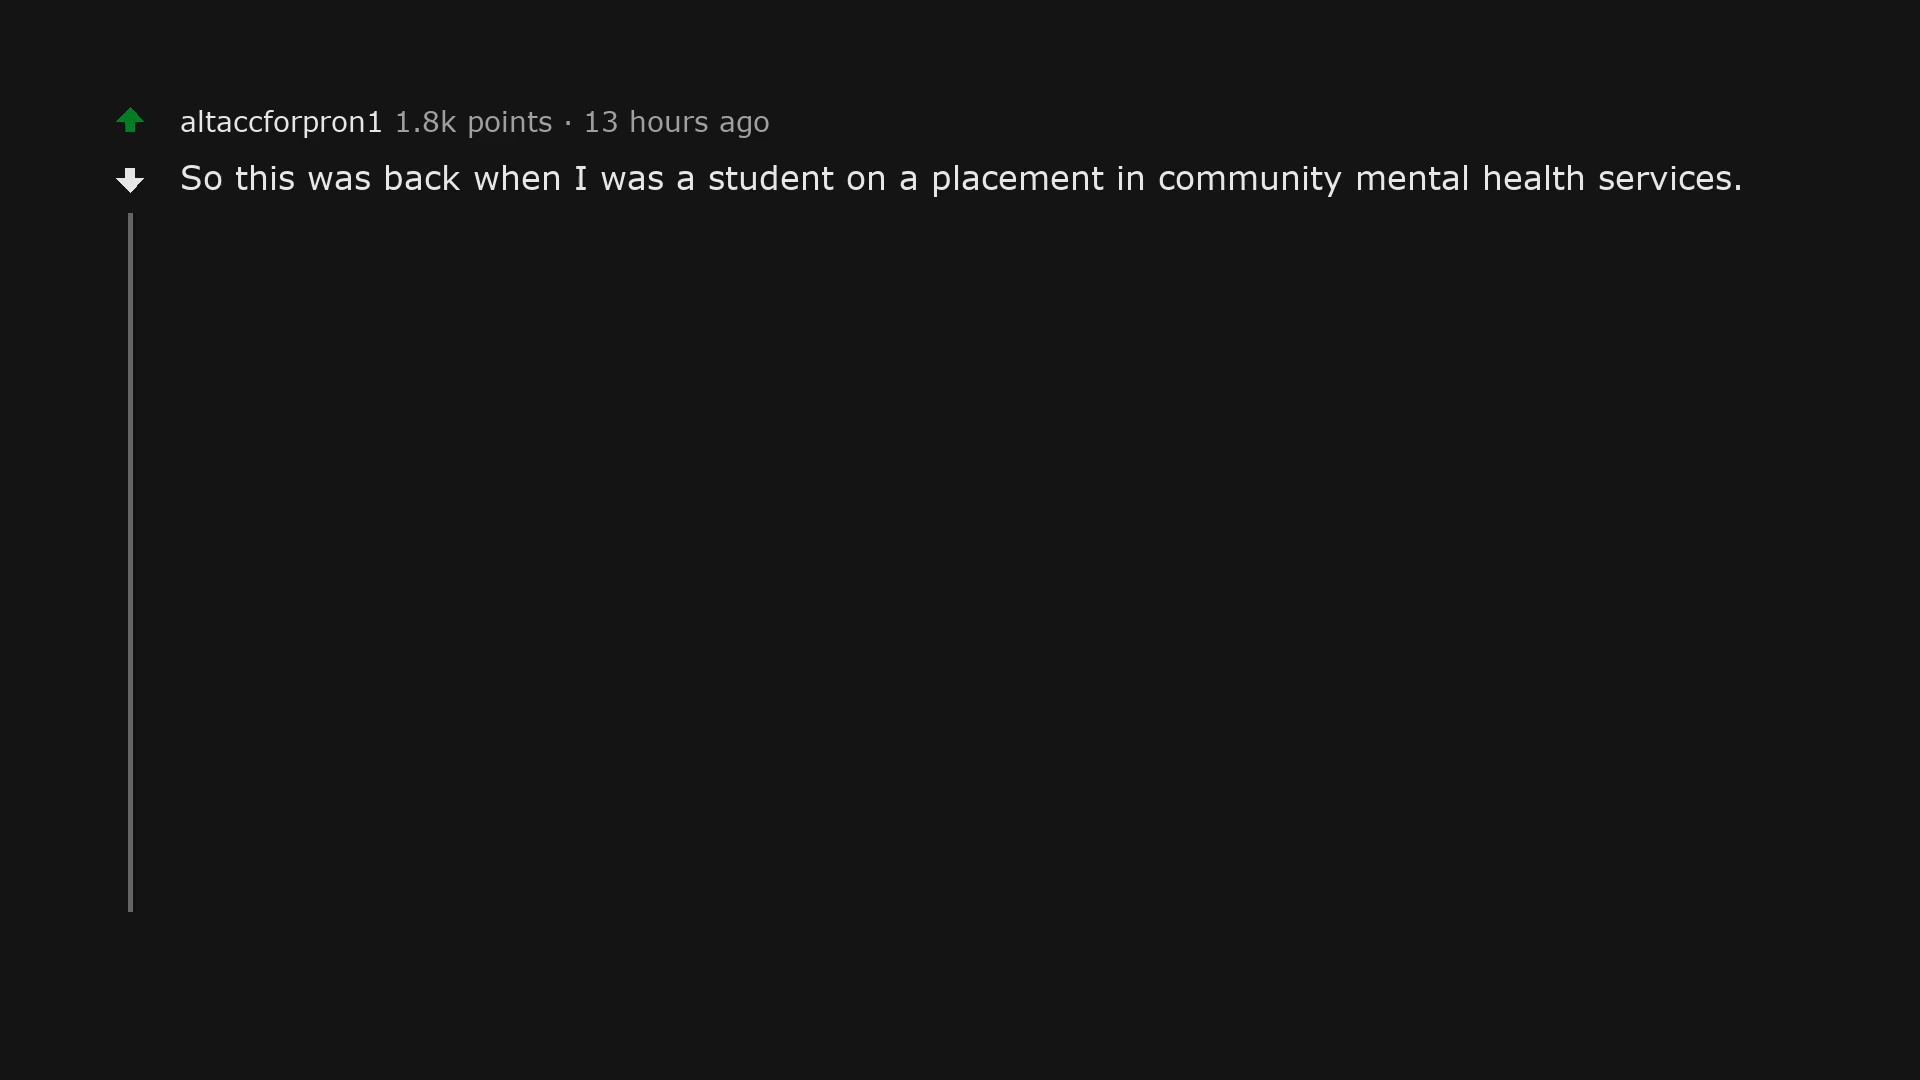 altaccforpron1 1.8k points · 13 hours ago
So this was back when I was a student on a placement in community mental health services.